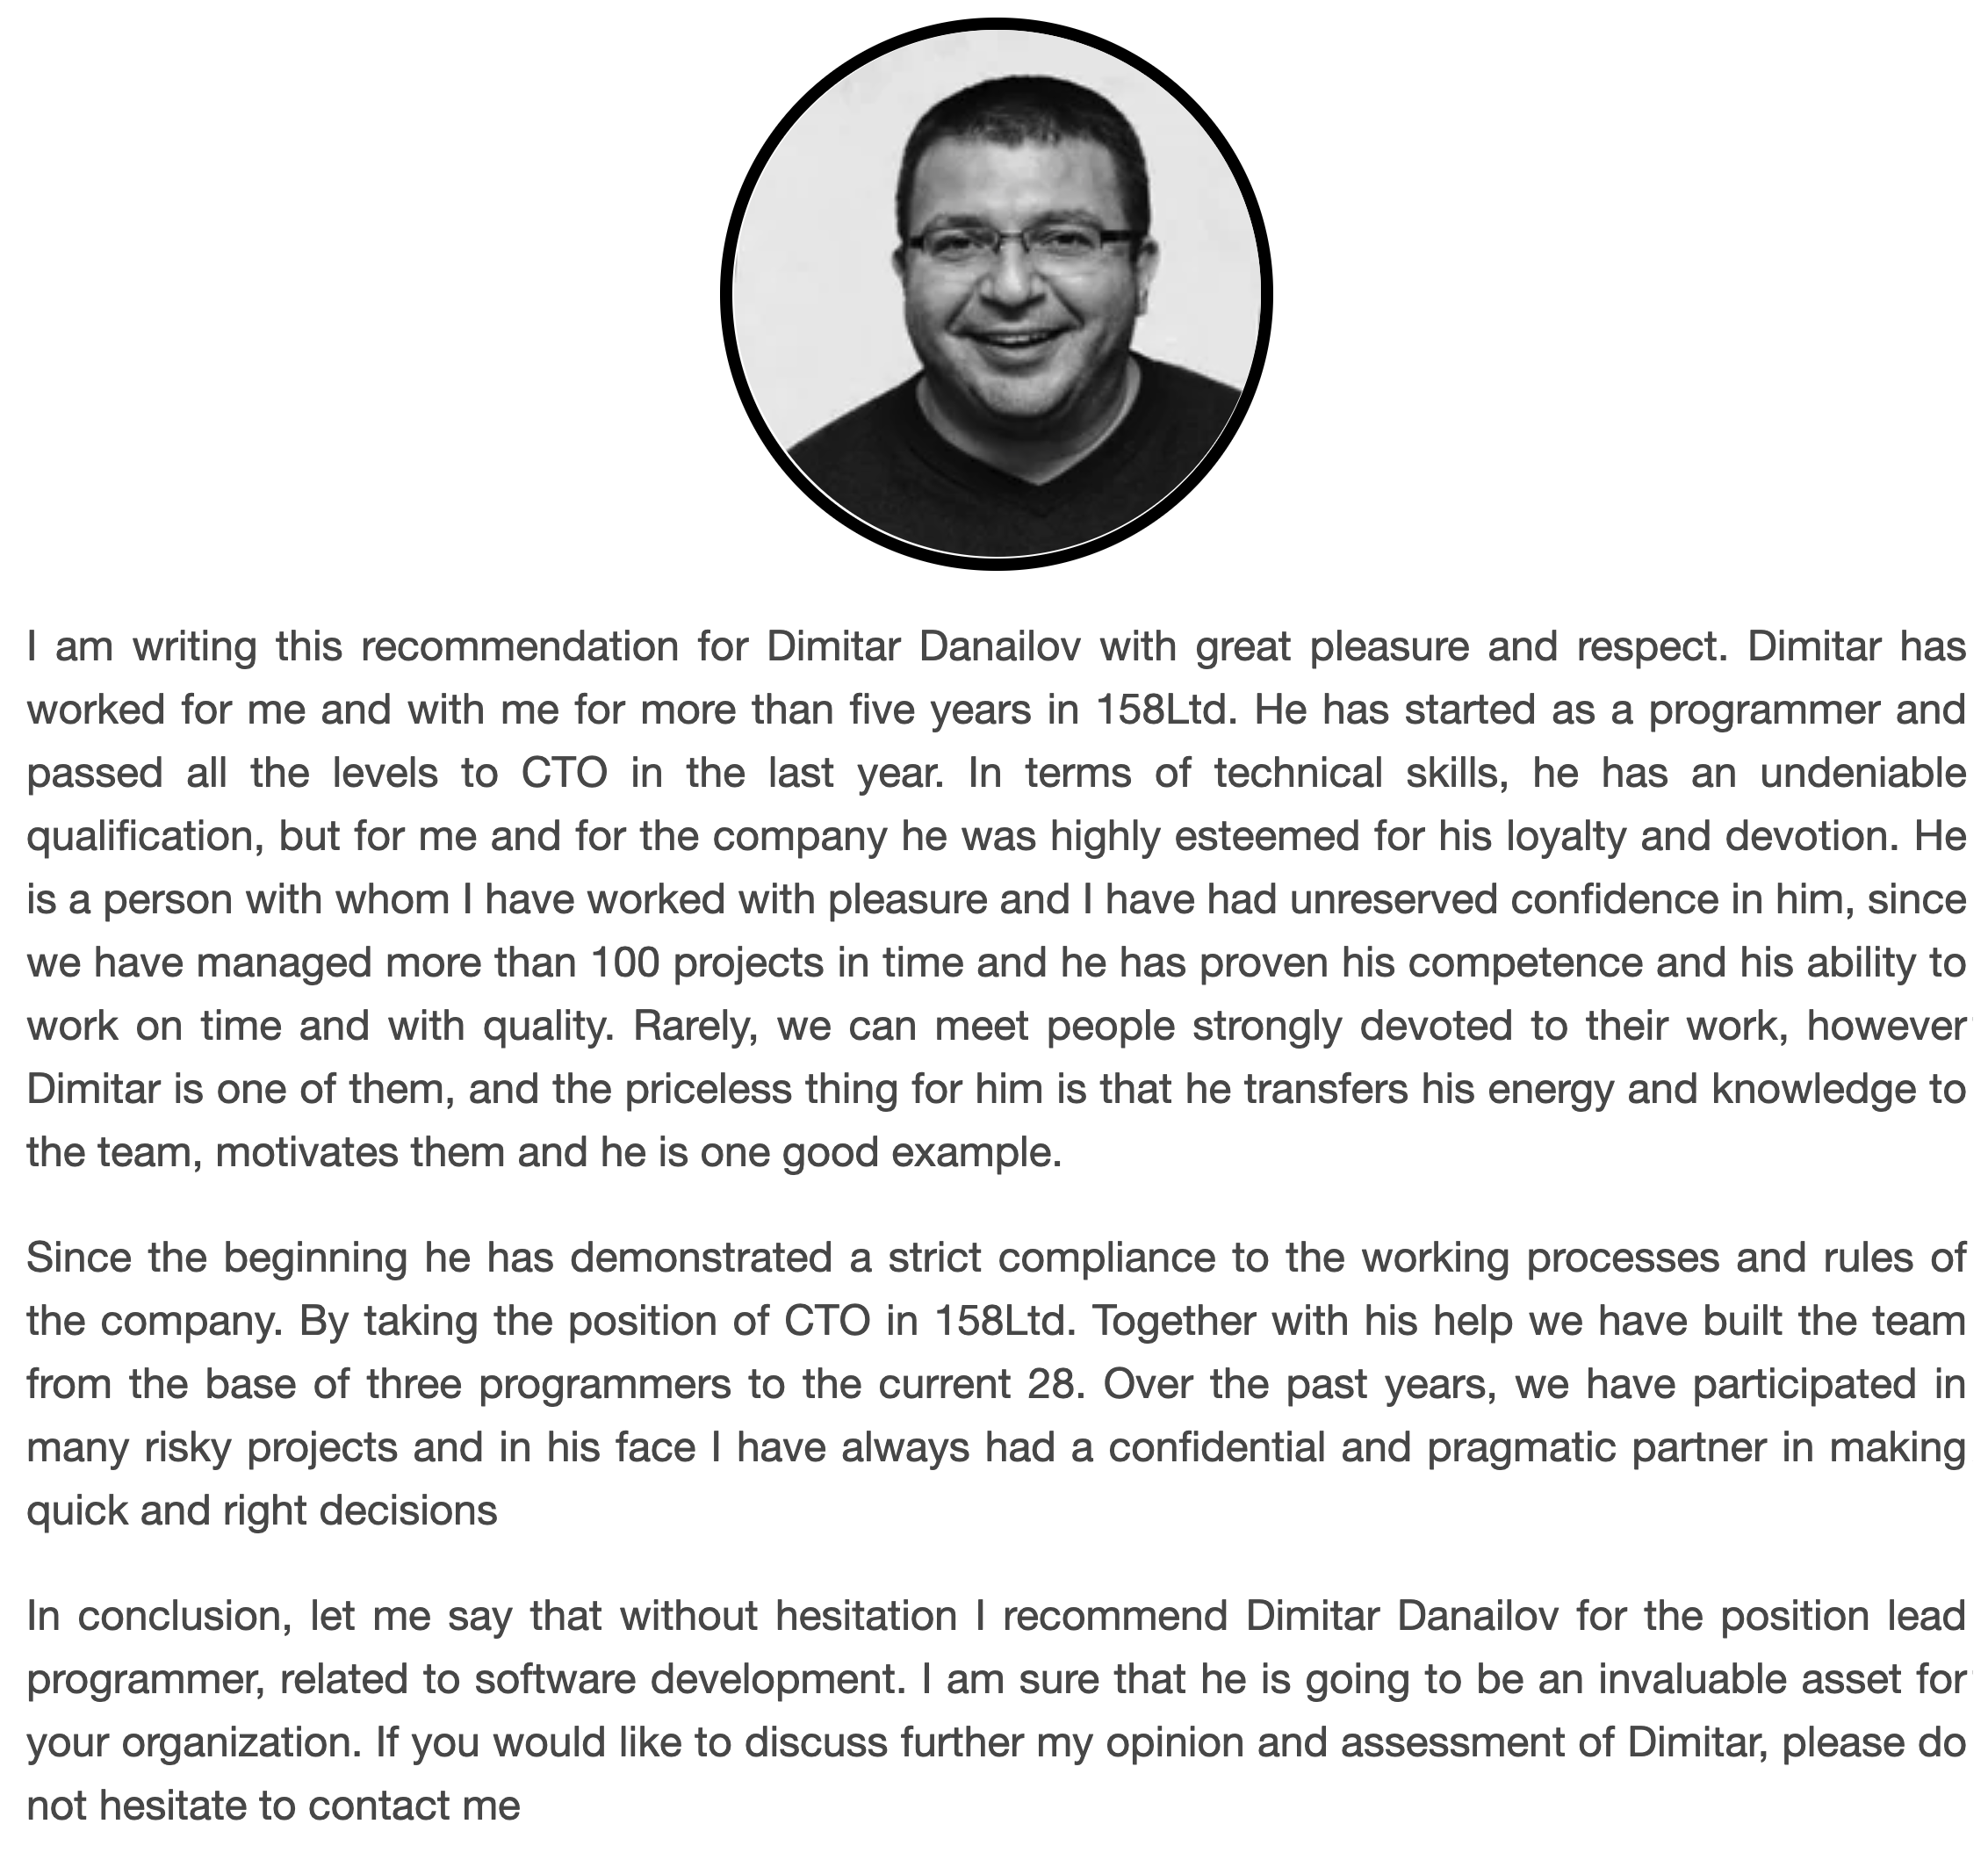 I am writing this recommendation for Dimitar Danailov with great pleasure and respect. Dimitar has
worked for me and with me for more than five years in 158Ltd. He has started as a programmer and
passed all the levels to CTO in the last year. In terms of technical skills, he has an undeniable
qualification, but for me and for the company he was highly esteemed for his loyalty and devotion. He
is a person with whom I have worked with pleasure and I have had unreserved confidence in him, since
we have managed more than 100 projects in time and he has proven his competence and his ability to
work on time and with quality. Rarely, we can meet people strongly devoted to their work, however
Dimitar is one of them, and the priceless thing for him is that he transfers his energy and knowledge to
the team, motivates them and he is one good example.
Since the beginning he has demonstrated a strict compliance to the working processes and rules of
the company. By taking the position of CTO in 158Ltd. Together with his help we have built the team
from the base of three programmers to the current 28. Over the past years, we have participated in
many risky projects and in his face I have always had a confidential and pragmatic partner in making
quick and right decisions
In conclusion, let me say that without hesitation I recommend Dimitar Danailov for the position lead
programmer, related to software development. I am sure that he is going to be an invaluable asset for
your organization. If you would like to discuss further my opinion and assessment of Dimitar, please do
not hesitate to contact me